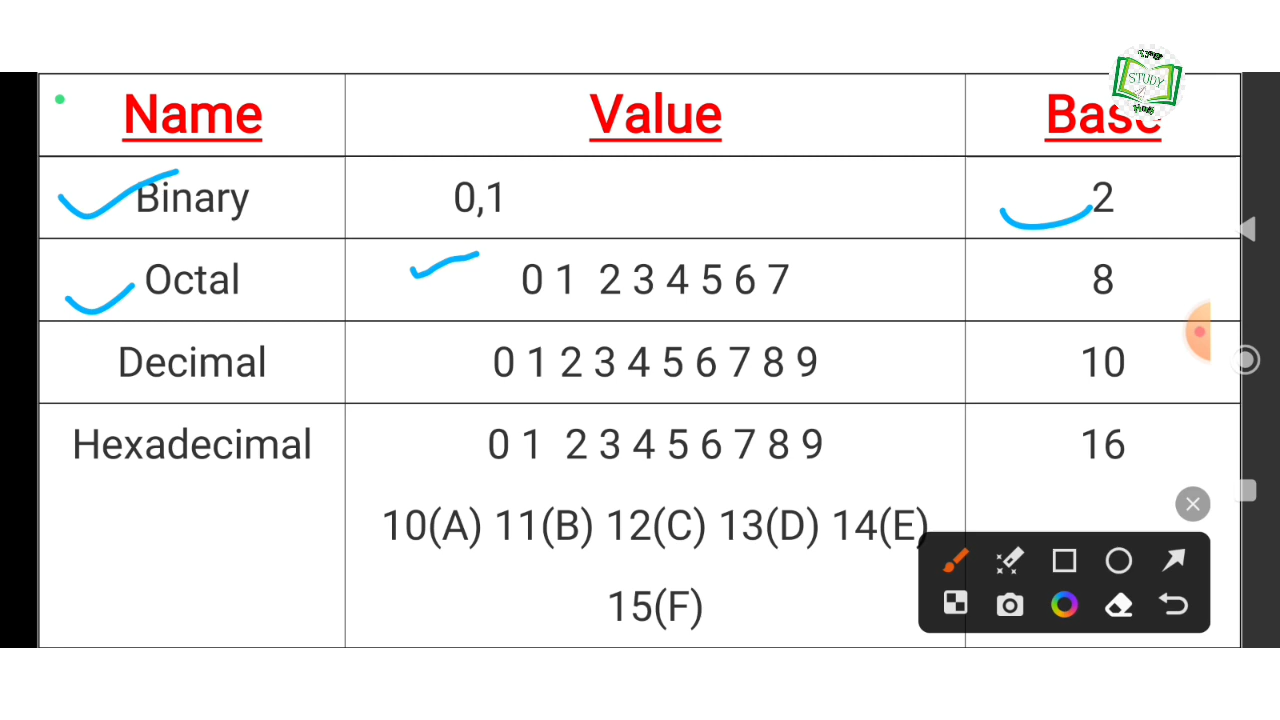 Name Value Base
STUDY
Binary 0,1 2
Octal 0 1 2 3 4 5 6 7 8
Decimal 0 1 2 3 4 5 6 7 8 9 10
Hexadecimal 0 1 2 3 4 5 6 7 8 9 16
10(A) 11(B) 12(C) 13(D) 14(E)
15(F)